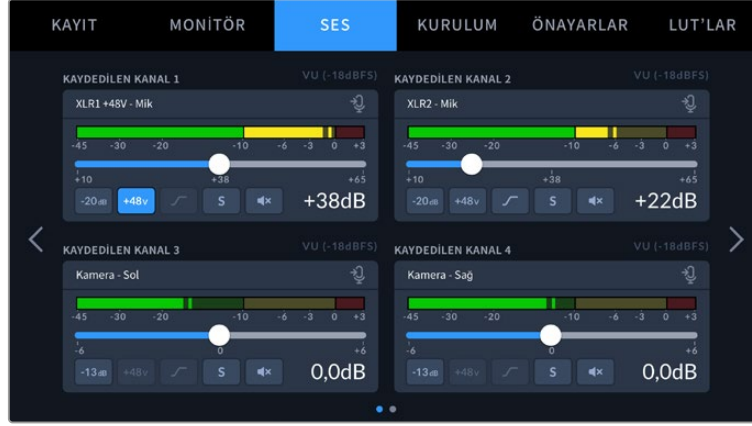 KAYIT MONİTÖR SES KURULUM ÖNAYARLAR LUT’LAR
KAYDEDİLEN KANAL 1 VU (-18dBFS)
XLR1 +48V - Mik
-45 -30 -20 -10 -6 -3 0 +3
+10 +38 +65
-20dB +48v S +38dB
KAYDEDİLEN KANAL 2 VU (-18dBFS)
XLR2 - Mik
-45 -30 -20 -10 -6 -3 0 +3
+10 +38 +65
-20dB +48v S +22dB
KAYDEDİLEN KANAL 3 VU (-18dBFS)
Kamera - Sol
-45 -30 -20 -10 -6 -3 0 +3
-6 0 +6
-13dB +48v S 0,0dB
KAYDEDİLEN KANAL 4 VU (-18dBFS)
Kamera - Sağ
-45 -30 -20 -10 -6 -3 0 +3
-6 0 +6
-13dB +48v S 0,0dB